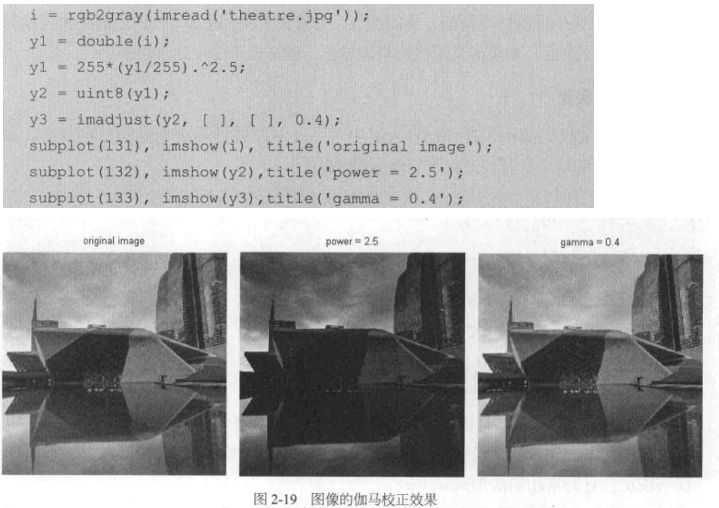 i = rgb2gray(imread('theatre.jpg'));
y1 = double(i);
y1 = 255*(y1/255).^2.5;
y2 = uint8(y1);
y3 = imadjust(y2, [ ], [ ], 0.4);
subplot(131), imshow(i), title('original image');
subplot(132), imshow(y2),title('power = 2.5');
subplot(133), imshow(y3),title('gamma = 0.4');
original image
power = 2.5
gamma = 0.4
图 2-19 图像的伽马校正效果